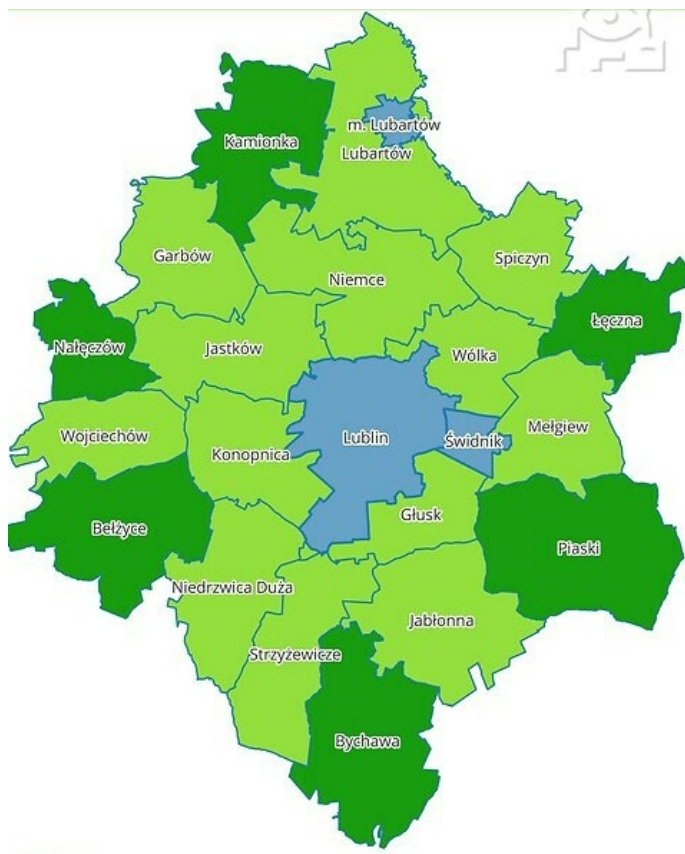 m. Lubartów
Kamionka
Lubartów
Garbów
Spiczyn
Niemce
Łęczna
Nałęczów
Jastków
Wólka
Mełgiew
Wojciechów
Lublin
Świdnik
Konopnica
Głusk
Bełżyce
Piaski
Niedrzwica Duża
Jabłonna
Strzyżewicze
Bychawa